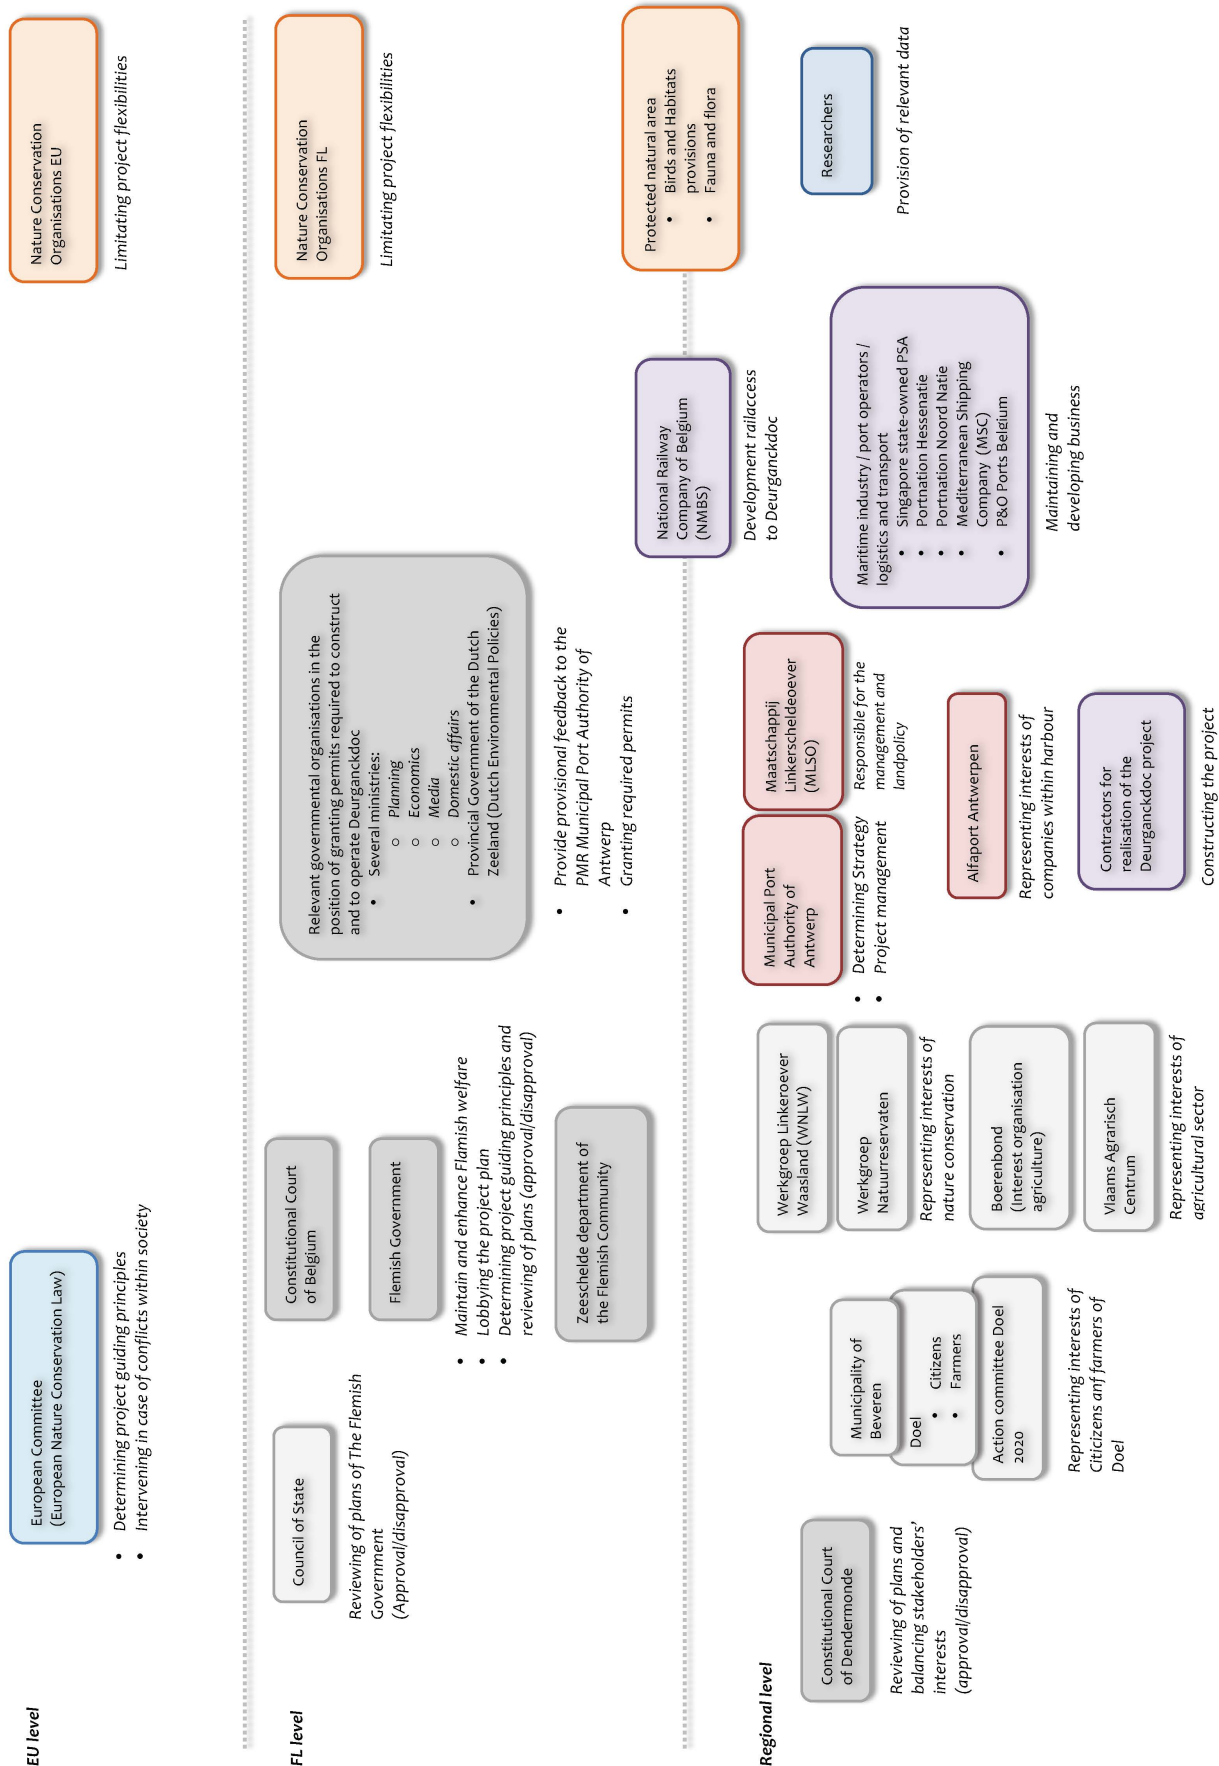 EU level
European Committee
(European Nature Conservation Law)
• Determining project guiding principles
• Intervening in case of conflicts within society
Nature Conservation
Organisations EU
Limitating project flexibilities
FL level
Council of State
Reviewing of plans of The Flemish
Government
(Approval/disapproval)
Constitutional Court
of Belgium
Flemish Government
• Maintain and enhance Flamish welfare
• Lobbying the project plan
• Determining project guiding principles and
reviewing of plans (approval/disapproval)
Zeeschelde department of
the Flemish Community
Relevant governmental organisations in the
position of granting permits required to construct
and to operate Deurganckdoc
• Several ministries:
○ Planning
○ Economics
○ Media
○ Domestic affairs
• Provincial Government of the Dutch
Zeeland (Dutch Environmental Policies)
• Provide provisional feedback to the
PMR Municipal Port Authority of
Antwerp
• Granting required permits
Nature Conservation
Organisations FL
Limitating project flexibilities
National Railway
Company of Belgium
(NMBS)
Development railaccess
to Deurganckdoc
Protected natural area
• Birds and Habitats
provisions
• Fauna and flora
Regional level
Constitutional Court
of Dendermonde
Reviewing of plans and
balancing stakeholders'
interests
(approval/disapproval)
Municipality of
Beveren
Doel
• Citizens
• Farmers
Action committee Doel
2020
Representing interests of
Citicizens anf farmers of
Doel
Werkgroep Linkeroever
Waasland (WNLW)
Werkgroep
Natuurreservaten
Representing interests of
nature conservation
Boerenbond
(Interest organisation
agriculture)
Vlaams Agrarisch
Centrum
Representing interests of
agricultural sector
Municipal Port
Authority of
Antwerp
• Determining Strategy
• Project management
Maatschappij
Linkerscheldeoever
(MLSO)
Responsible for the
management and
landpolicy
Alfaport Antwerpen
Representing interests of
companies within harbour
Contractors for
realisation of the
Deurganckdoc project
Constructing the project
Maritime industry / port operators /
logistics and transport
• Singapore state-owned PSA
• Portnation Hessenatie
• Portnation Noord Natie
• Mediterranean Shipping
Company (MSC)
• P&O Ports Belgium
Maintaining and
developing business
Researchers
Provision of relevant data